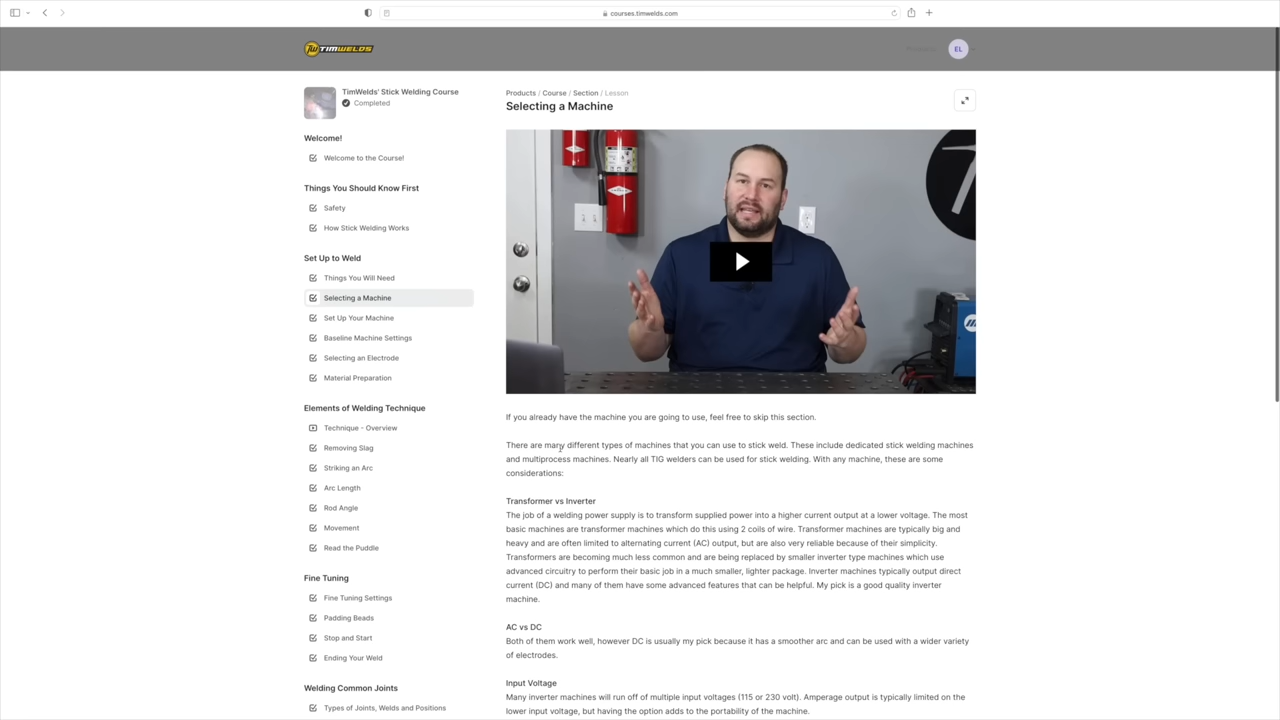 courses.timwelds.com
TIMWELDS
EL
TimWelds' Stick Welding Course
Completed
Welcome!
Welcome to the Course!
Things You Should Know First
Safety
How Stick Welding Works
Set Up to Weld
Things You Will Need
Selecting a Machine
Set Up Your Machine
Baseline Machine Settings
Selecting an Electrode
Material Preparation
Elements of Welding Technique
Technique - Overview
Removing Slag
Striking an Arc
Arc Length
Rod Angle
Movement
Read the Puddle
Fine Tuning
Fine Tuning Settings
Padding Beads
Stop and Start
Ending Your Weld
Welding Common Joints
Types of Joints, Welds and Positions
Products / Course / Section / Lesson
Selecting a Machine
If you already have the machine you are going to use, feel free to skip this section.
There are many different types of machines that you can use to stick weld. These include dedicated stick welding machines
and multiprocess machines. Nearly all TIG welders can be used for stick welding. With any machine, these are some
considerations:
Transformer vs Inverter
The job of a welding power supply is to transform supplied power into a higher current output at a lower voltage. The most
basic machines are transformer machines which do this using 2 coils of wire. Transformer machines are typically big and
heavy and are often limited to alternating current (AC) output, but are also very reliable because of their simplicity.
Transformers are becoming much less common and are being replaced by smaller inverter type machines which use
advanced circuitry to perform their basic job in a much smaller, lighter package. Inverter machines typically output direct
current (DC) and many of them have some advanced features that can be helpful. My pick is a good quality inverter
machine.
AC vs DC
Both of them work well, however DC is usually my pick because it has a smoother arc and can be used with a wider variety
of electrodes.
Input Voltage
Many inverter machines will run off of multiple input voltages (115 or 230 volt). Amperage output is typically limited on the
lower input voltage, but having the option adds to the portability of the machine.